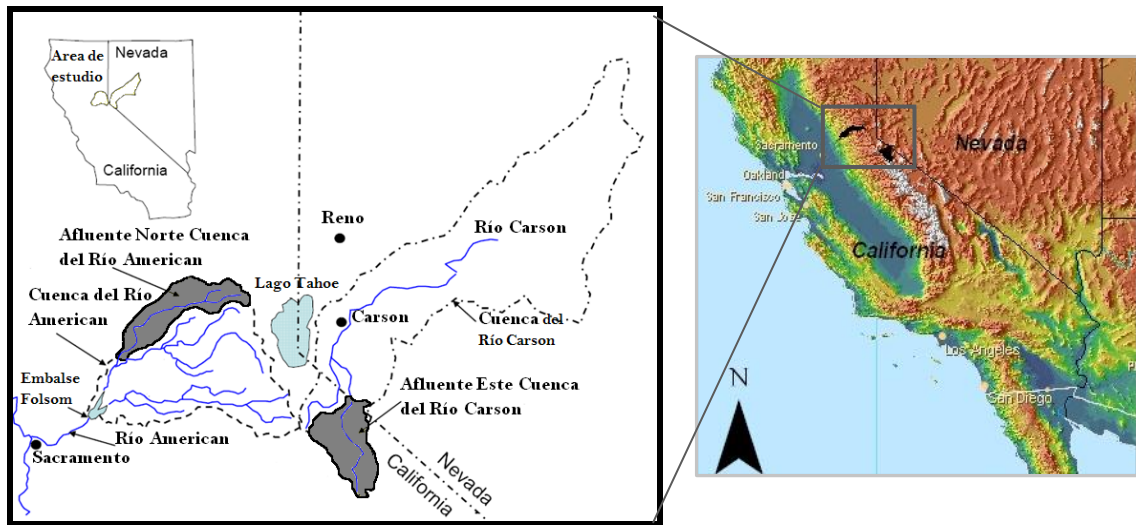 Area de
estudio
Nevada
California
Afluente Norte Cuenca
del Río American
Reno
Río Carson
Lago Tahoe
Cuenca del Río
American
Carson
Cuenca del
Río Carson
Embalse
Folsom
Afluente Este Cuenca
del Río Carson
Río American
Sacramento
Nevada
California
Sacramento
Nevada
Oakland
San Francisco
San José
California
Los Angeles
San Diego
N